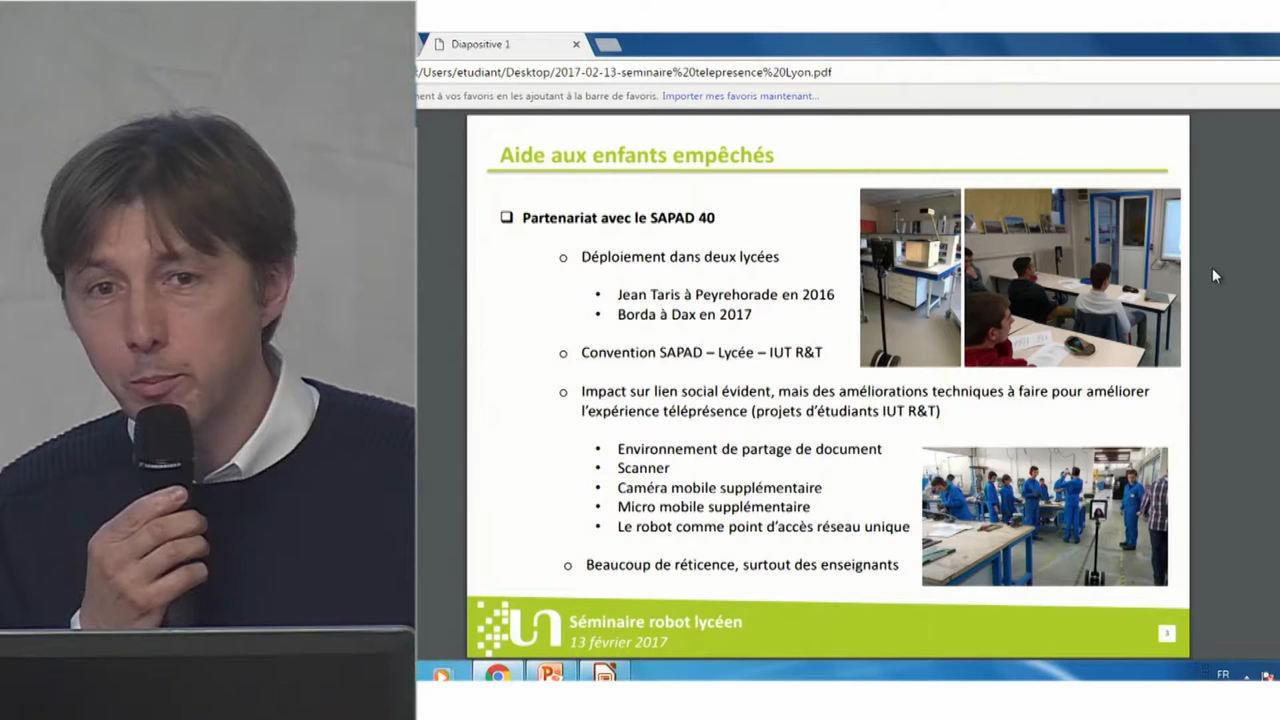 Diapositive 1
:/Users/etudiant/Desktop/2017-02-13-seminaire%20telepresence%20Lyon.pdf
ment à vos favoris en les ajoutant à la barre de favoris. Importer mes favoris maintenant...
Aide aux enfants empêchés
Partenariat avec le SAPAD 40
Déploiement dans deux lycées
Jean Taris à Peyrehorade en 2016
Borda à Dax en 2017
Convention SAPAD – Lycée – IUT R&T
Impact sur lien social évident, mais des améliorations techniques à faire pour améliorer
l'expérience téléprésence (projets d'étudiants IUT R&T)
Environnement de partage de document
Scanner
Caméra mobile supplémentaire
Micro mobile supplémentaire
Le robot comme point d'accès réseau unique
Beaucoup de réticence, surtout des enseignants
Séminaire robot lycéen
13 février 2017
3
FR